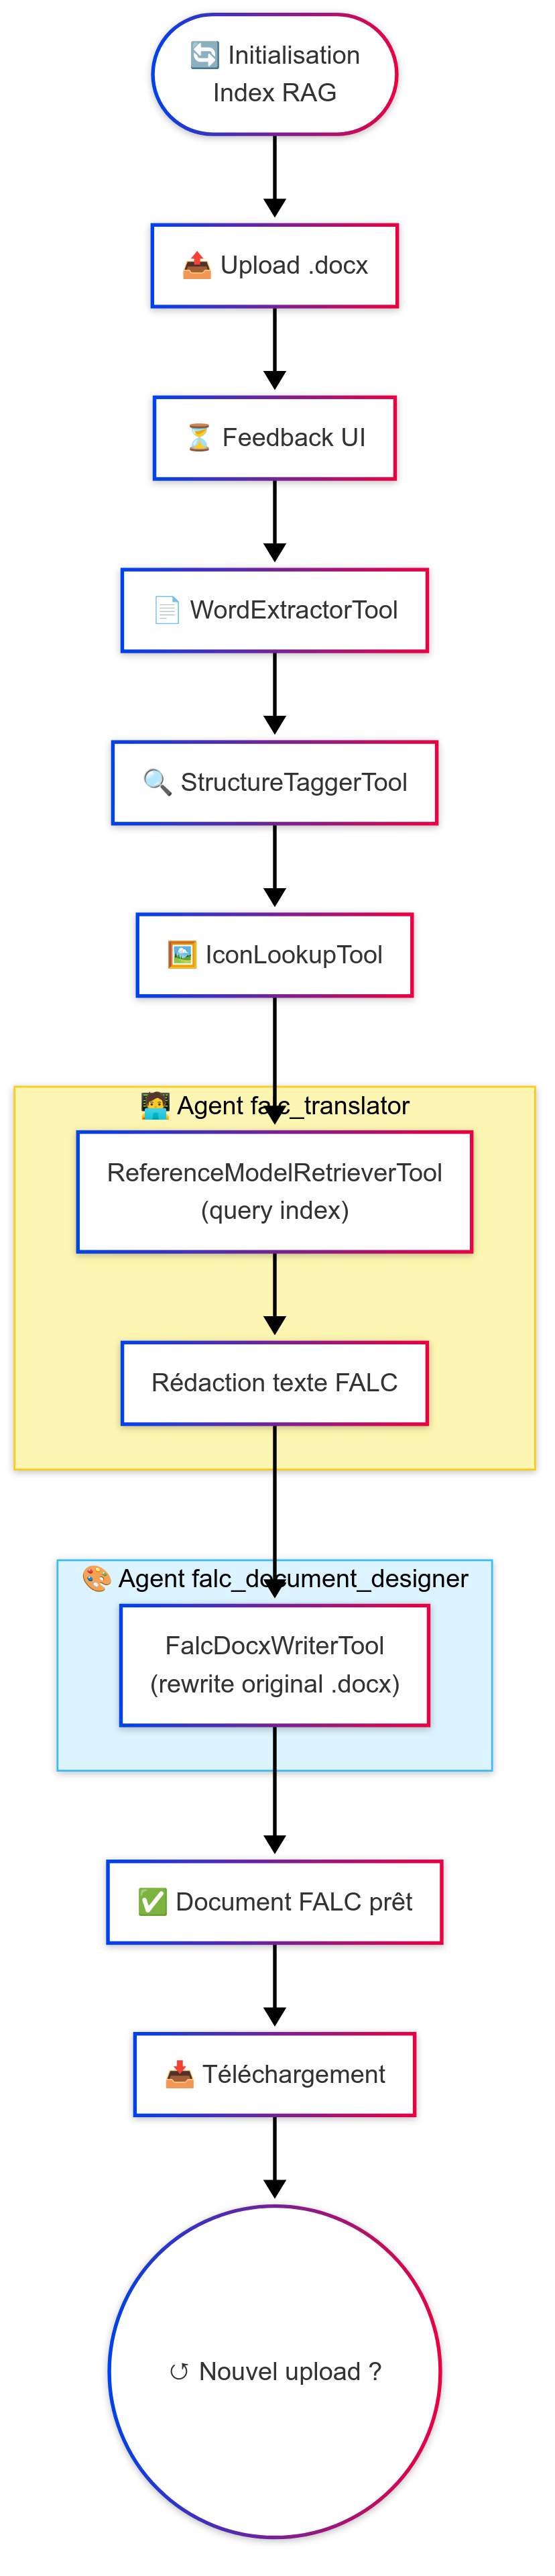 🔄 Initialisation
Index RAG
📤 Upload .docx
⏳ Feedback UI
📄 WordExtractorTool
🔍 StructureTaggerTool
🖼️ IconLookupTool
🧑‍💻 Agent falc_translator
ReferenceModelRetrieverTool
(query index)
Rédaction texte FALC
🎨 Agent falc_document_designer
FalcDocxWriterTool
(rewrite original .docx)
✅ Document FALC prêt
📥 Téléchargement
⭯ Nouvel upload ?